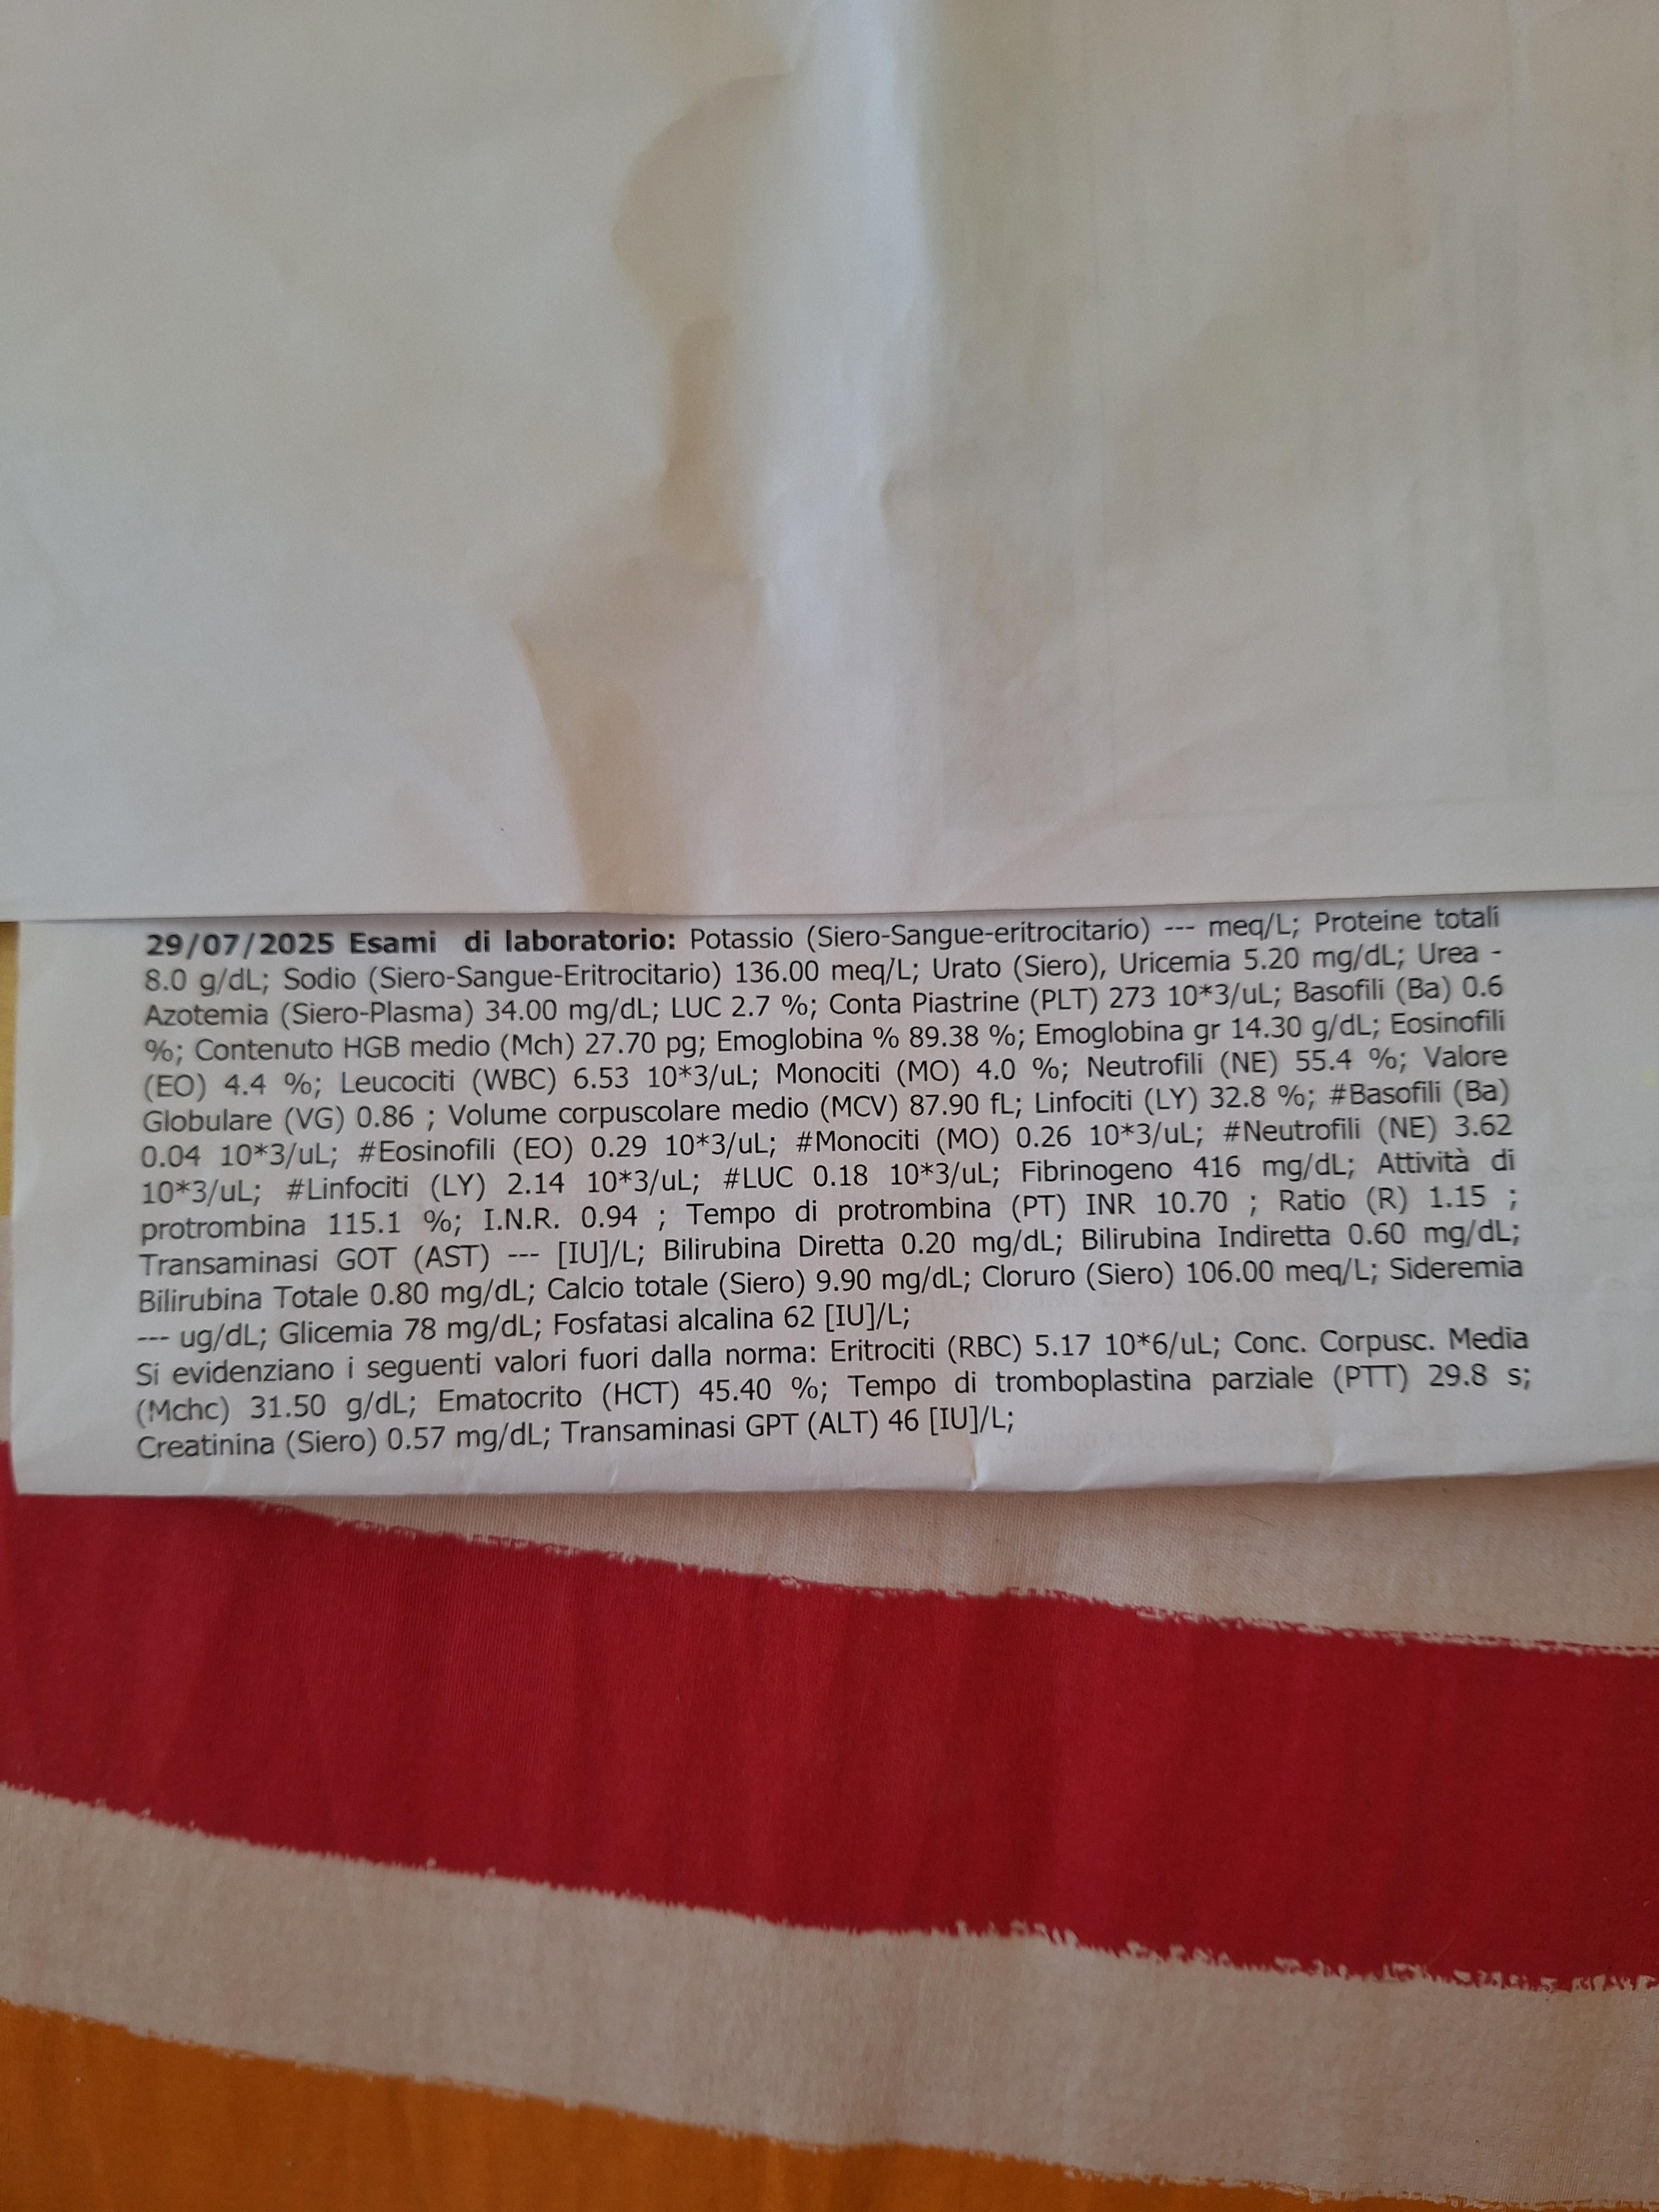 29/07/2025 Esami di laboratorio: Potassio (Siero-Sangue-eritrocitario) --- meq/L; Proteine totali
8.0 g/dL; Sodio (Siero-Sangue-Eritrocitario) 136.00 meq/L; Urato (Siero), Uricemia 5.20 mg/dL; Urea -
Azotemia (Siero-Plasma) 34.00 mg/dL; LUC 2.7 %; Conta Piastrine (PLT) 273 10*3/uL; Basofili (Ba) 0.6
%; Contenuto HGB medio (Mch) 27.70 pg; Emoglobina % 89.38 %; Emoglobina gr 14.30 g/dL; Eosinofili
(EO) 4.4 %; Leucociti (WBC) 6.53 10*3/uL; Monociti (MO) 4.0 %; Neutrofili (NE) 55.4 %; Valore
Globulare (VG) 0.86 ; Volume corpuscolare medio (MCV) 87.90 fL; Linfociti (LY) 32.8 %; #Basofili (Ba)
0.04 10*3/uL; #Eosinofili (EO) 0.29 10*3/uL; #Monociti (MO) 0.26 10*3/uL; #Neutrofili (NE) 3.62
10*3/uL; #Linfociti (LY) 2.14 10*3/uL; #LUC 0.18 10*3/uL; Fibrinogeno 416 mg/dL; Attività di
protrombina 115.1 %; I.N.R. 0.94 ; Tempo di protrombina (PT) INR 10.70 ; Ratio (R) 1.15 ;
Transaminasi GOT (AST) --- [IU]/L; Bilirubina Diretta 0.20 mg/dL; Bilirubina Indiretta 0.60 mg/dL;
Bilirubina Totale 0.80 mg/dL; Calcio totale (Siero) 9.90 mg/dL; Cloruro (Siero) 106.00 meq/L; Sideremia
--- ug/dL; Glicemia 78 mg/dL; Fosfatasi alcalina 62 [IU]/L;
Si evidenziano i seguenti valori fuori dalla norma: Eritrociti (RBC) 5.17 10*6/uL; Conc. Corpusc. Media
(Mchc) 31.50 g/dL; Ematocrito (HCT) 45.40 %; Tempo di tromboplastina parziale (PTT) 29.8 s;
Creatinina (Siero) 0.57 mg/dL; Transaminasi GPT (ALT) 46 [IU]/L;